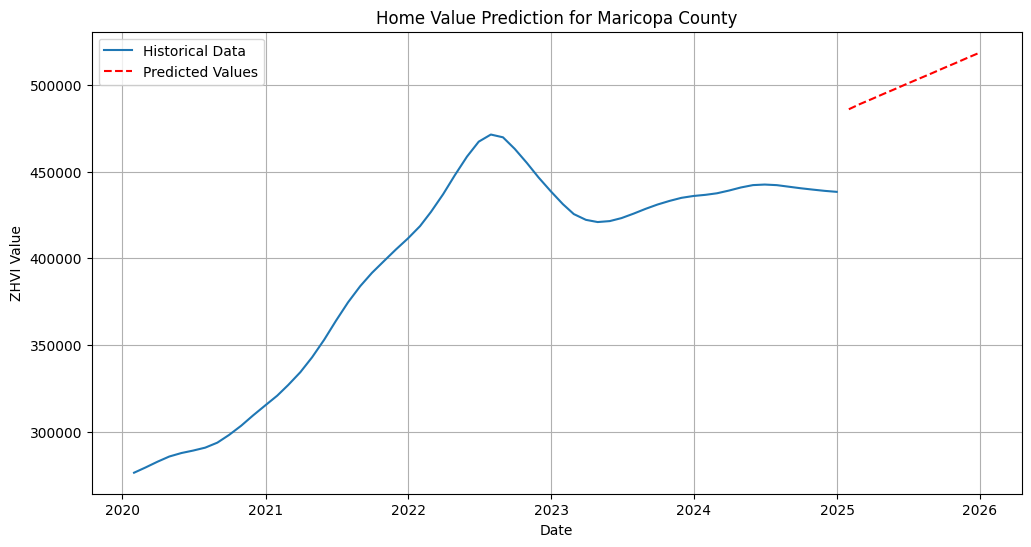 Home Value Prediction for Maricopa County
Historical Data
Predicted Values
500000
450000
400000
350000
300000
ZHVI Value
2020 2021 2022 2023 2024 2025 2026
Date